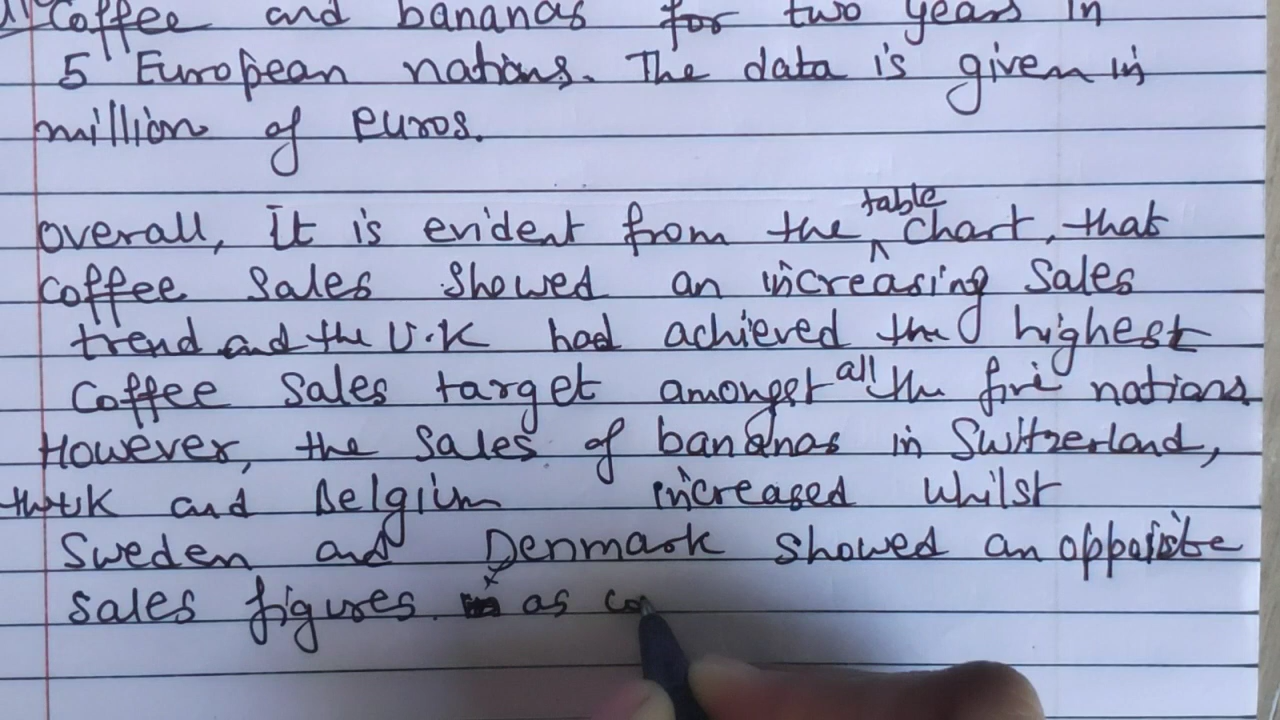 Coffee and bananas for two years in
5 European nations. The data is given in
million of euros.
Overall, It is evident from the table chart, that
coffee sales showed an increasing sales
trend and the U.K had achieved the highest
coffee sales target amongst all the five nations
However, the sales of bananas in Switzerland,
the UK and Belgium increased whilst
Sweden and Denmark showed an opposite
sales figures. as co